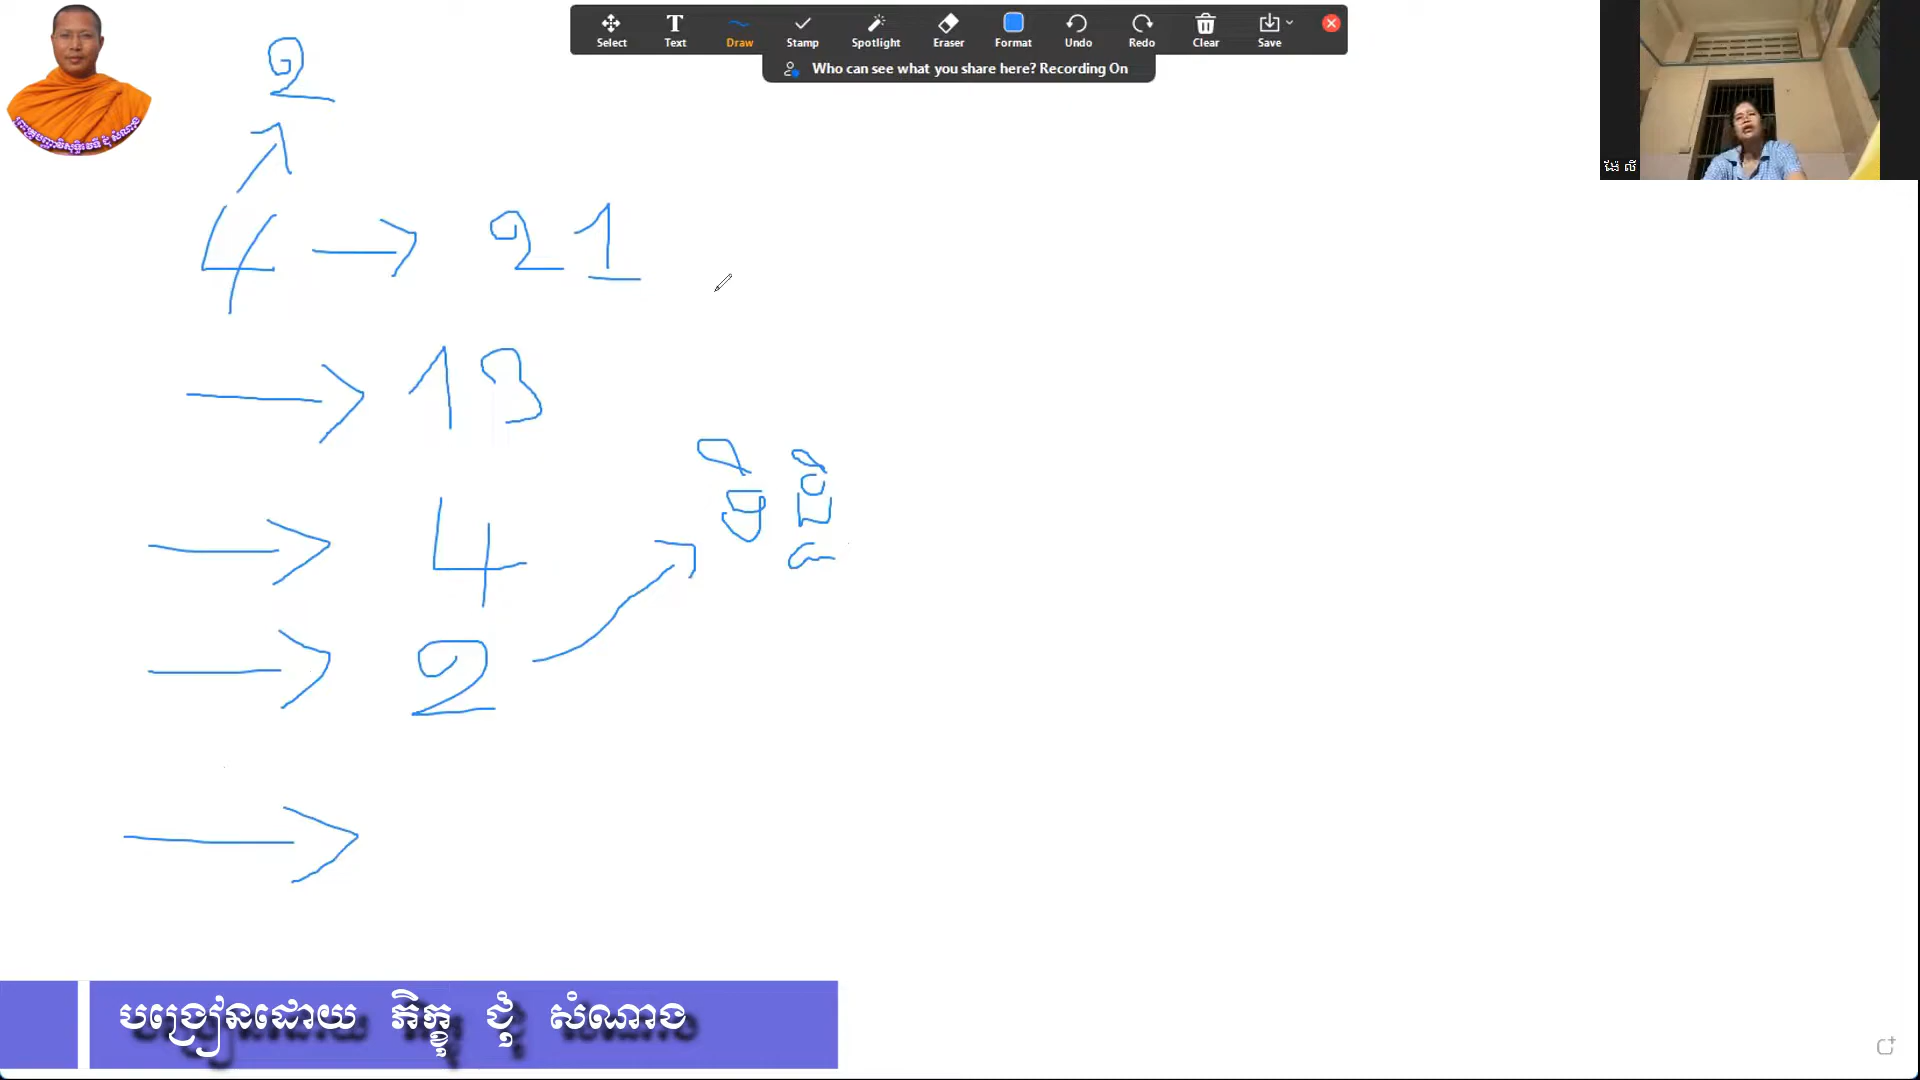 Select Text Draw Stamp Spotlight Eraser Format Undo Redo Clear Save
Who can see what you share here? Recording On
2
4 → 21
→ 13
→ 4
→ 2
→
បង្រៀនដោយ ភិក្ខុ ជុំ សំណាង